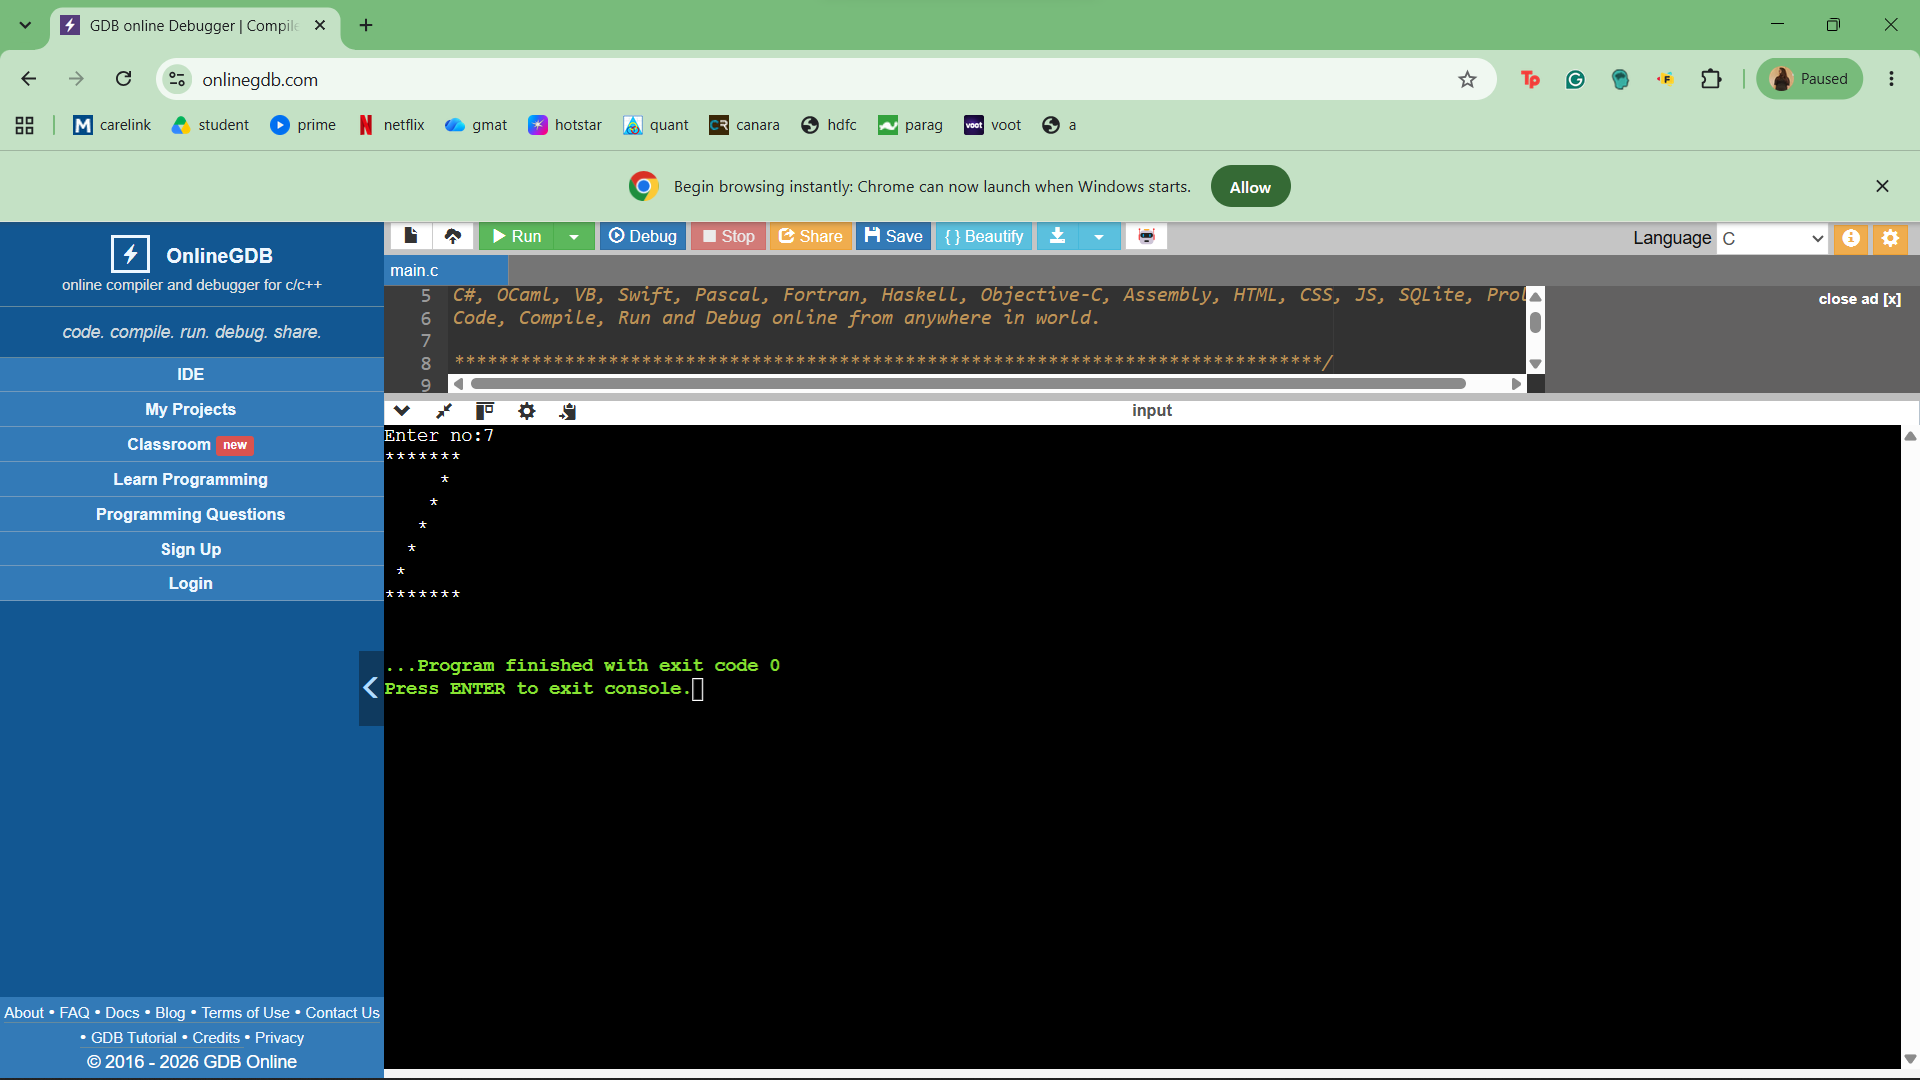 GDB online Debugger | Compile
onlinegdb.com
Tp
Paused
carelink student prime netflix gmat hotstar quant canara hdfc parag voot a
Begin browsing instantly: Chrome can now launch when Windows starts. Allow
OnlineGDB
online compiler and debugger for c/c++
code. compile. run. debug. share.
IDE
My Projects
Classroom new
Learn Programming
Programming Questions
Sign Up
Login
About • FAQ • Docs • Blog • Terms of Use • Contact Us
• GDB Tutorial • Credits • Privacy
© 2016 - 2026 GDB Online
Run Debug Stop Share Save { } Beautify Language C
main.c
5 C#, OCaml, VB, Swift, Pascal, Fortran, Haskell, Objective-C, Assembly, HTML, CSS, JS, SQLite, Prol
6 Code, Compile, Run and Debug online from anywhere in world.
7
8 *******************************************************************************/
9
close ad [x]
input
Enter no:7
*******
     *
    *
   *
  *
 *
*******
...Program finished with exit code 0
Press ENTER to exit console.